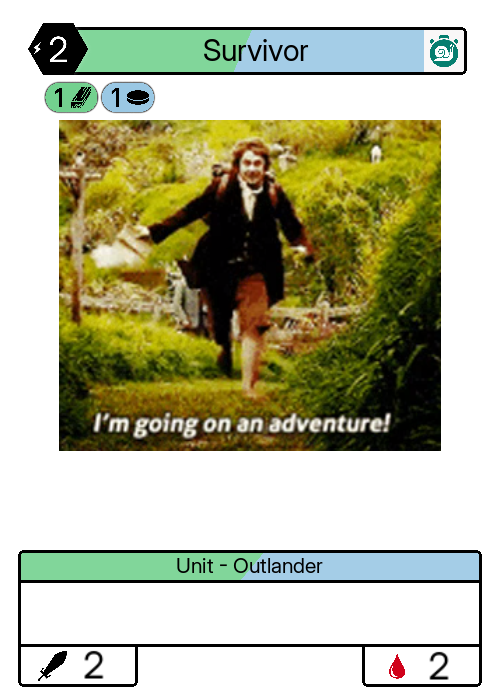 2 Survivor
1 1
I'm going on an adventure!
Unit - Outlander
2 2